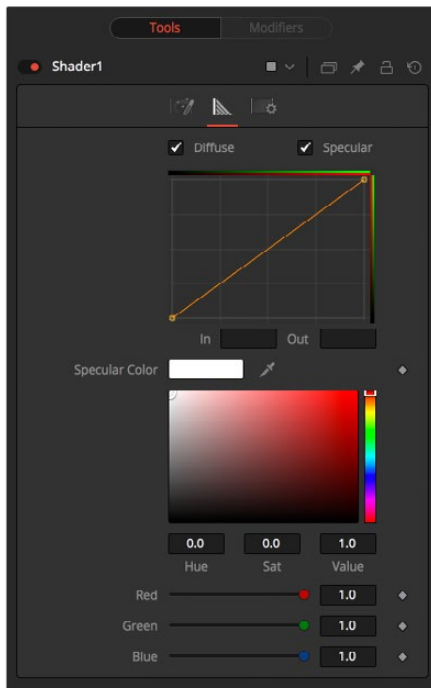 Tools Modifiers
Shader1
Diffuse Specular
In Out
Specular Color
0.0 0.0 1.0
Hue Sat Value
Red 1.0
Green 1.0
Blue 1.0